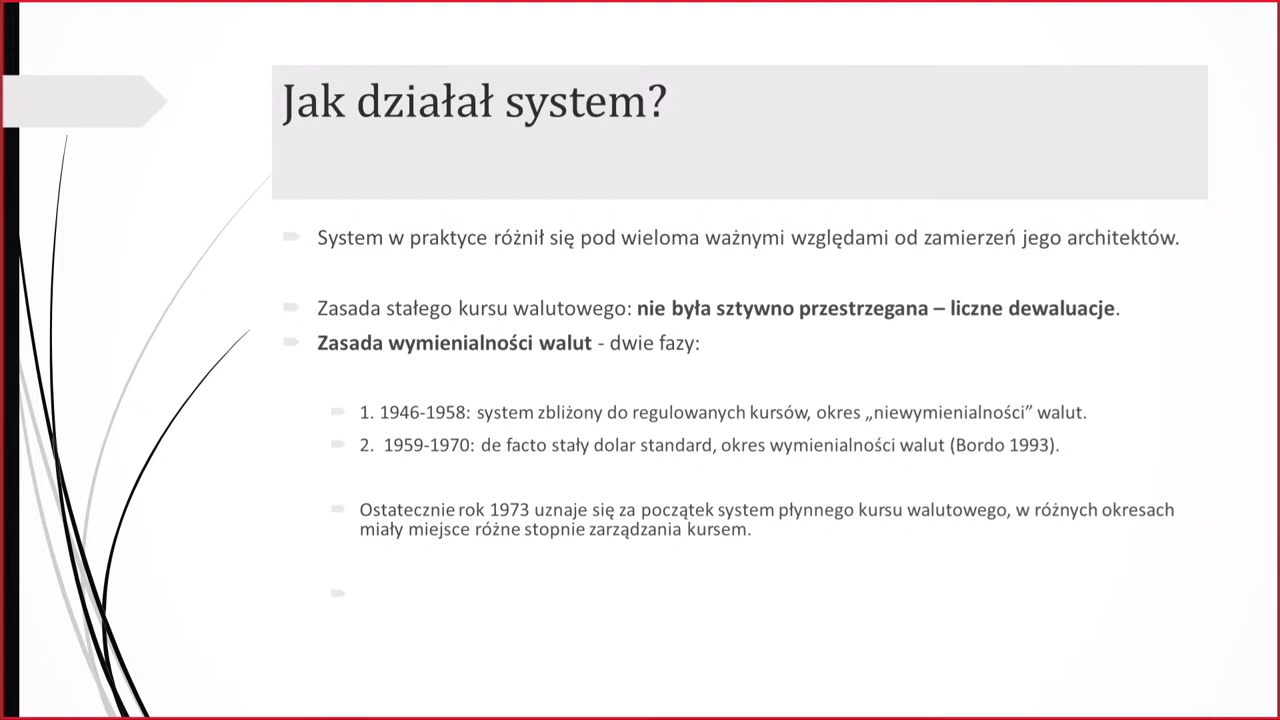 Jak działał system?
System w praktyce różnił się pod wieloma ważnymi względami od zamierzeń jego architektów.
Zasada stałego kursu walutowego: nie była sztywno przestrzegana – liczne dewaluacje.
Zasada wymienialności walut - dwie fazy:
1. 1946-1958: system zbliżony do regulowanych kursów, okres „niewymienialności” walut.
2. 1959-1970: de facto stały dolar standard, okres wymienialności walut (Bordo 1993).
Ostatecznie rok 1973 uznaje się za początek system płynnego kursu walutowego, w różnych okresach
miały miejsce różne stopnie zarządzania kursem.